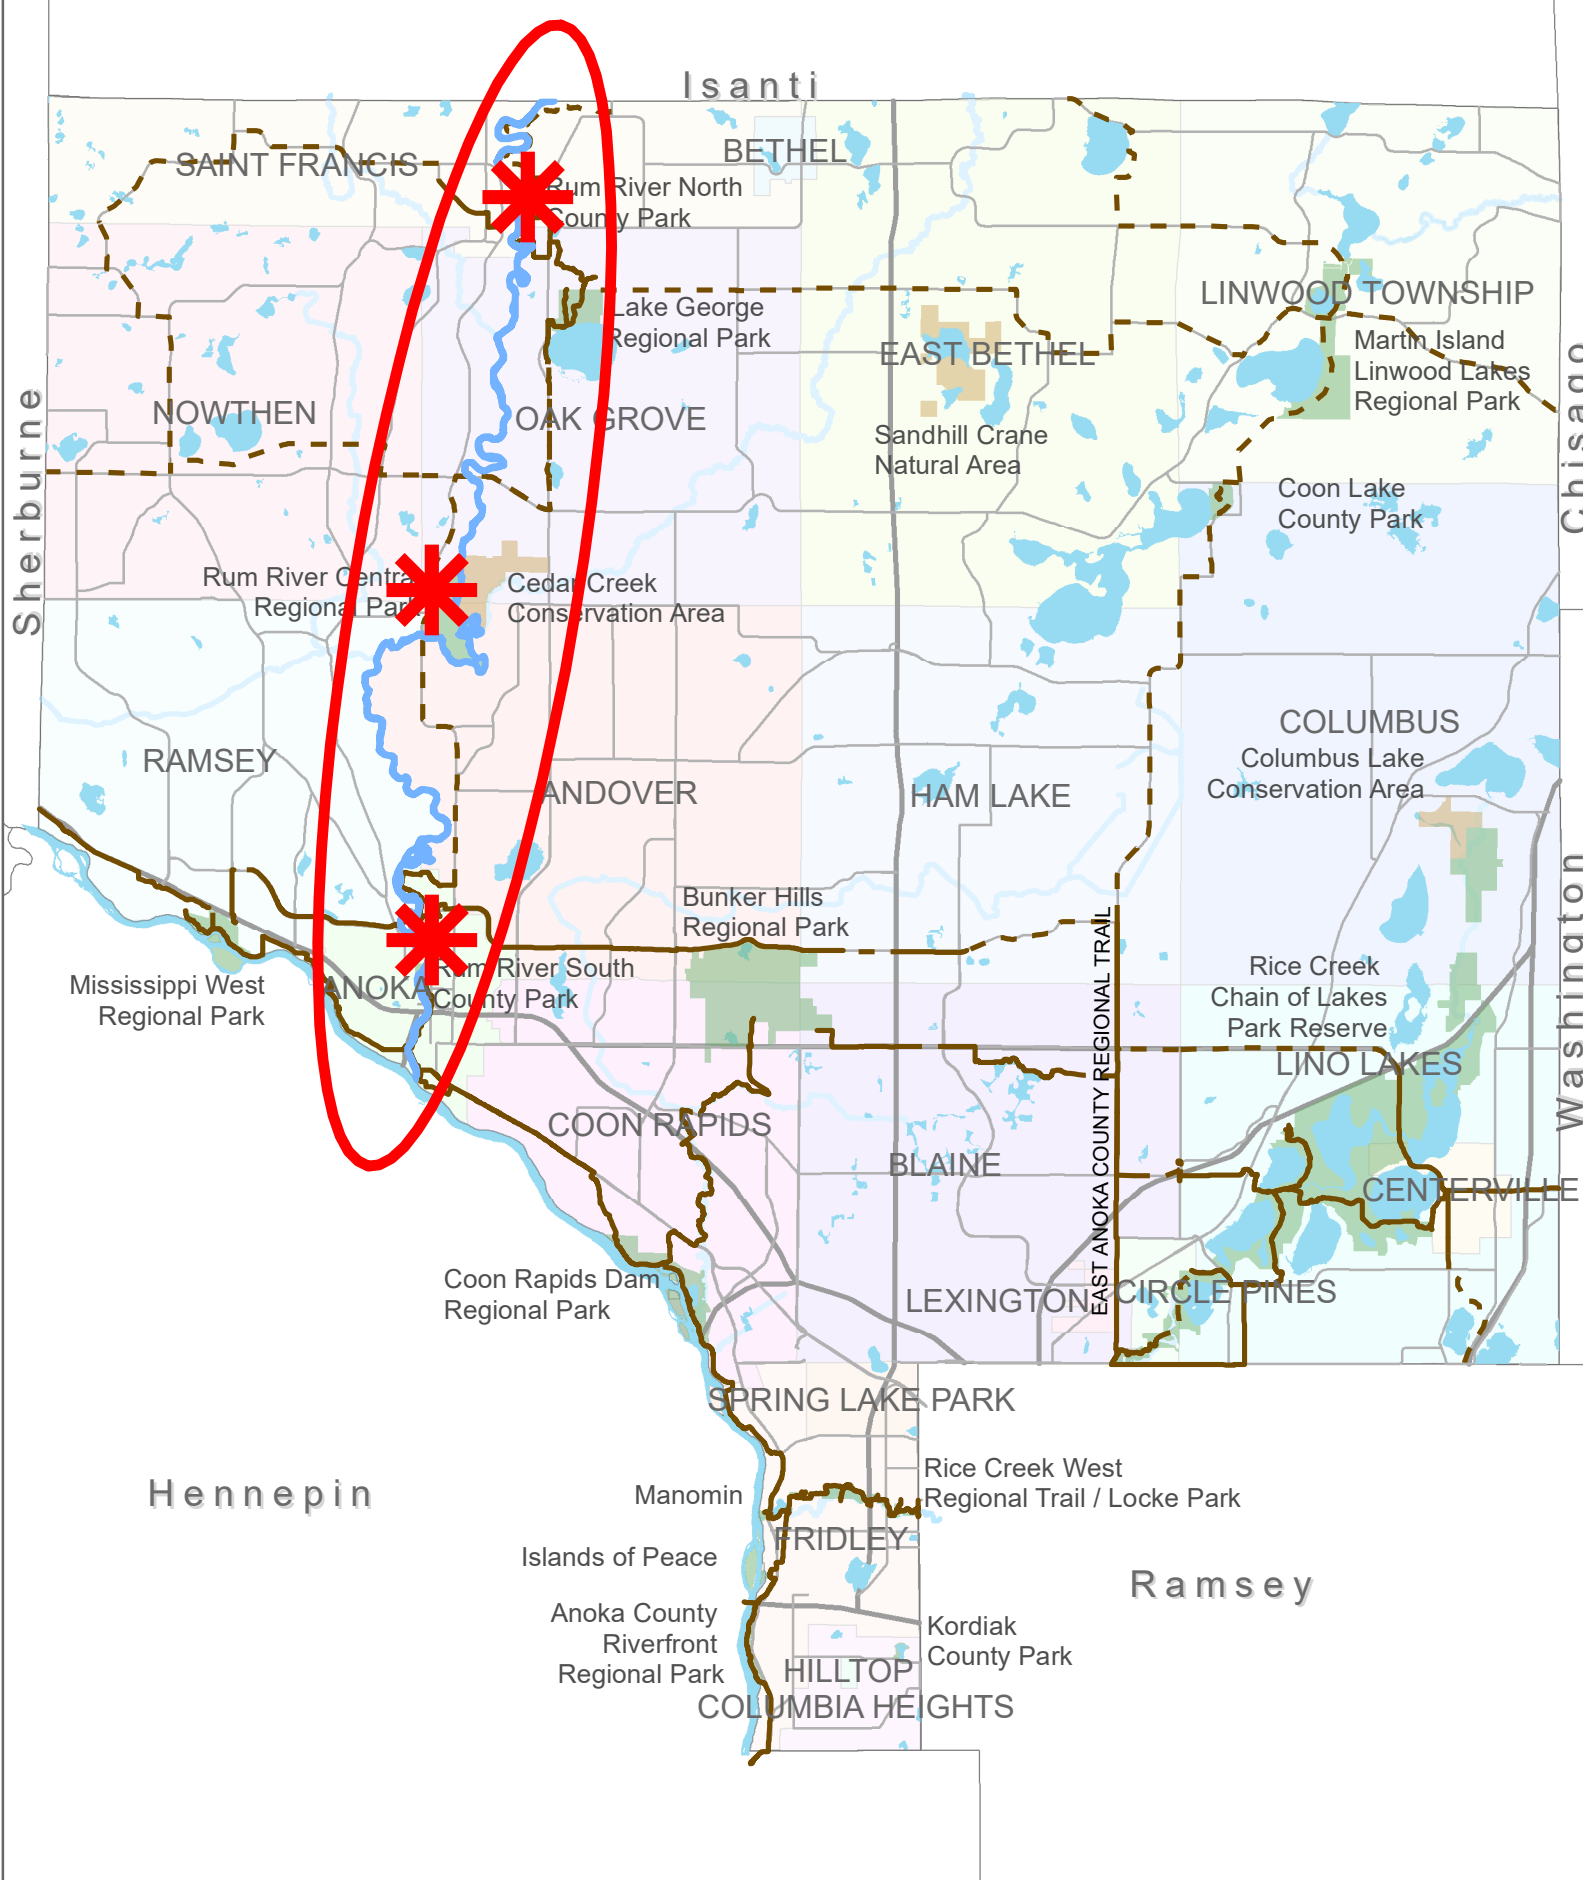 Isanti
BETHEL
SAINT FRANCIS
Rum River North
County Park
LINWOOD TOWNSHIP
Lake George
Regional Park
Martin Island
Linwood Lakes
Regional Park
EAST BETHEL
Sherburne
NOWTHEN
OAK GROVE
Chisago
Sandhill Crane
Natural Area
Coon Lake
County Park
Rum River Central
Regional Park
Cedar Creek
Conservation Area
COLUMBUS
Columbus Lake
Conservation Area
RAMSEY
ANDOVER
HAM LAKE
Bunker Hills
Regional Park
Washington
EAST ANOKA COUNTY REGIONAL TRAIL
Mississippi West
Regional Park
ANOKA
Rum River South
County Park
Rice Creek
Chain of Lakes
Park Reserve
LINO LAKES
COON RAPIDS
BLAINE
CENTERVILLE
Coon Rapids Dam
Regional Park
LEXINGTON
CIRCLE PINES
SPRING LAKE PARK
Hennepin
Manomin
Rice Creek West
Regional Trail / Locke Park
FRIDLEY
Islands of Peace
Ramsey
Anoka County
Riverfront
Regional Park
Kordiak
County Park
HILLTOP
COLUMBIA HEIGHTS